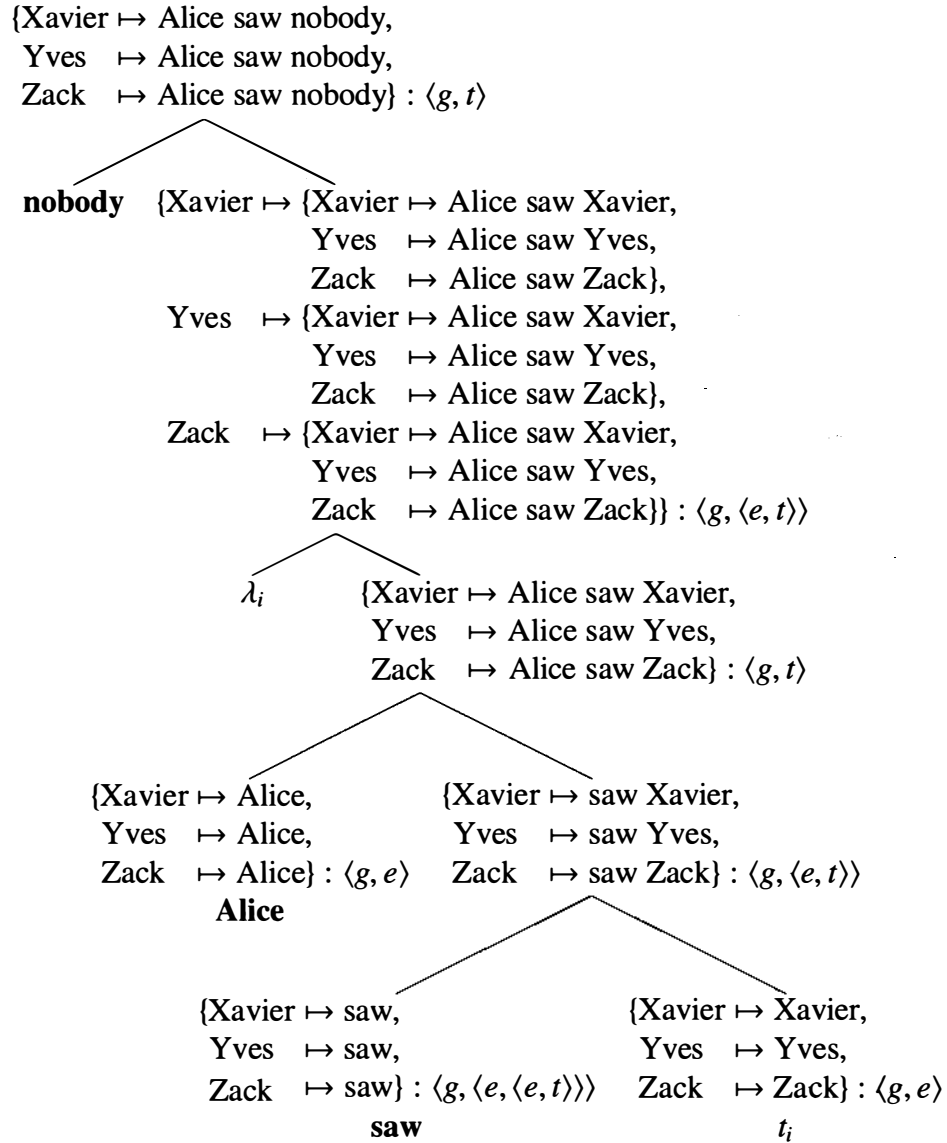 {Xavier ↦ Alice saw nobody,
Yves ↦ Alice saw nobody,
Zack ↦ Alice saw nobody} : ⟨g, t⟩
nobody {Xavier ↦ {Xavier ↦ Alice saw Xavier,
Yves ↦ Alice saw Yves,
Zack ↦ Alice saw Zack},
Yves ↦ {Xavier ↦ Alice saw Xavier,
Yves ↦ Alice saw Yves,
Zack ↦ Alice saw Zack},
Zack ↦ {Xavier ↦ Alice saw Xavier,
Yves ↦ Alice saw Yves,
Zack ↦ Alice saw Zack}} : ⟨g, ⟨e, t⟩⟩
λᵢ {Xavier ↦ Alice saw Xavier,
Yves ↦ Alice saw Yves,
Zack ↦ Alice saw Zack} : ⟨g, t⟩
{Xavier ↦ Alice, {Xavier ↦ saw Xavier,
Yves ↦ Alice, Yves ↦ saw Yves,
Zack ↦ Alice} : ⟨g, e⟩ Zack ↦ saw Zack} : ⟨g, ⟨e, t⟩⟩
Alice
{Xavier ↦ saw, {Xavier ↦ Xavier,
Yves ↦ saw, Yves ↦ Yves,
Zack ↦ saw} : ⟨g, ⟨e, ⟨e, t⟩⟩⟩ Zack ↦ Zack} : ⟨g, e⟩
saw tᵢ